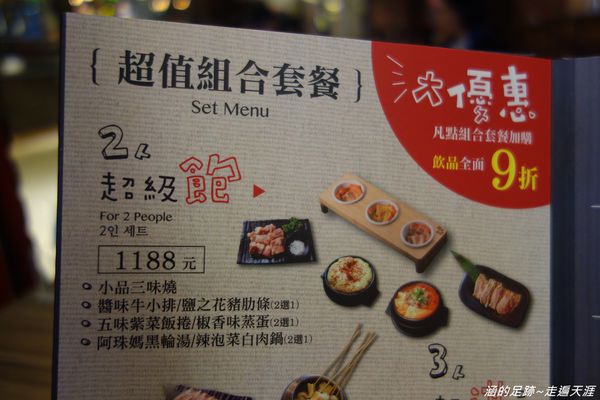 { 超值組合套餐 }
Set Menu
大優惠
凡點組合套餐加購
飲品全面9折
2人
超級飽
For 2 People
2인 세트
1188元
小品三味燒
醬味牛小排/鹽之花豬肋條(2選1)
五味紫菜飯捲/椒香味蒸蛋(2選1)
阿珠媽黑輪湯/辣泡菜白肉鍋(2選1)
3人
涵的足跡~走遍天涯